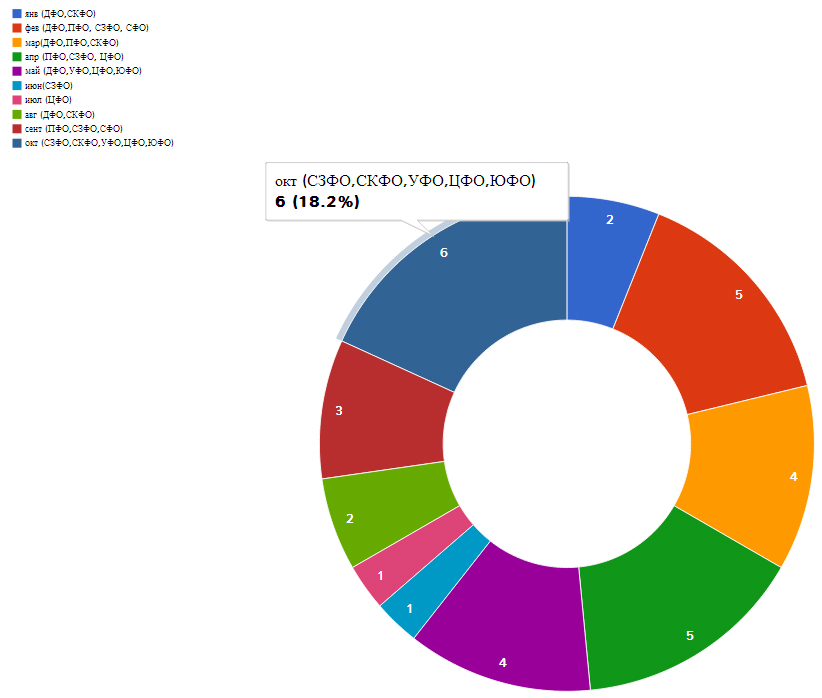 янв (ДФО,СКФО)
фев (ДФО,ПФО, СЗФО, СФО)
мар(ДФО,ПФО,СКФО)
апр (ПФО,СЗФО, ЦФО)
май (ДФО,УФО,ЦФО,ЮФО)
июн(СЗФО)
июл (ЦФО)
авг (ДФО,СКФО)
сент (ПФО,СЗФО,СФО)
окт (СЗФО,СКФО,УФО,ЦФО,ЮФО)
окт (СЗФО,СКФО,УФО,ЦФО,ЮФО)
6 (18.2%)
2
6
5
3
4
2
1
1
5
4